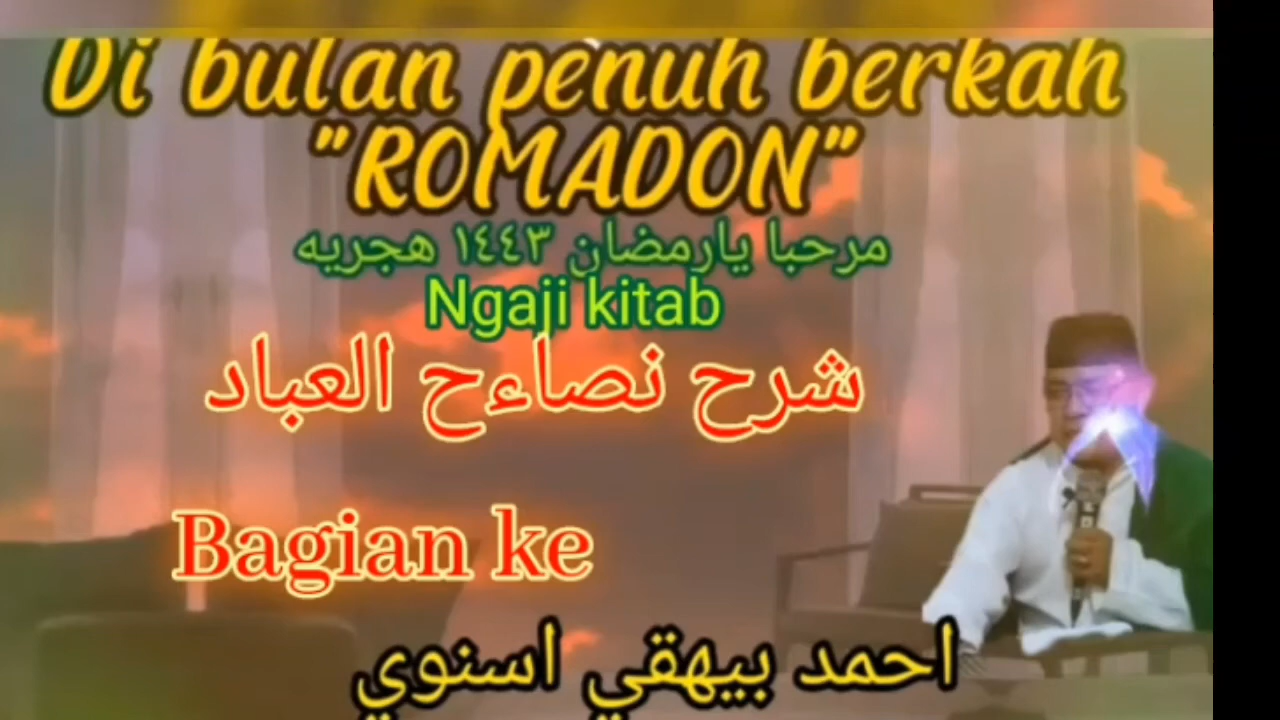 Di bulan penuh berkah
"ROMADON"
مرحبا يارمضان ١٤٤٣ هجريه
Ngaji kitab
شرح نصاءح العباد
Bagian ke
احمد بيهقي اسنوي